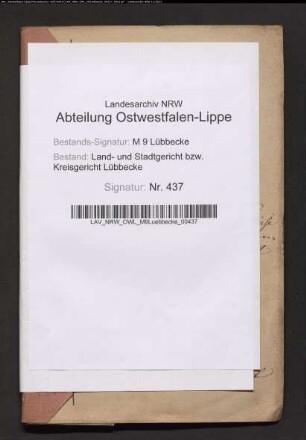 Landesarchiv NRW
Abteilung Ostwestfalen-Lippe
Bestands-Signatur: M 9 Lübbecke
Bestand: Land- und Stadtgericht bzw.
Kreisgericht Lübbecke
Signatur: Nr. 437
LAV_NRW_OWL_M9Luebbecke_00437